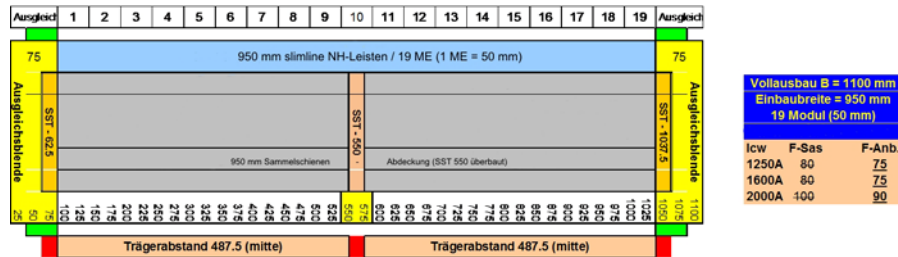 Ausgleich 1 2 3 4 5 6 7 8 9 10 11 12 13 14 15 16 17 18 19 Ausgleich
75 950 mm slimline NH-Leisten / 19 ME (1 ME = 50 mm) 75
Ausgleichsblende
SST - 62.5
SST - 550 -
SST - 1037.5
Ausgleichsblende
950 mm Sammelschienen Abdeckung (SST 550 überbaut)
25 50 75 100 125 150 175 200 225 250 275 300 325 350 375 400 425 450 475 500 525 550 575 600 625 650 675 700 725 750 775 800 825 850 875 900 925 950 975 1000 1025 1050 1075 1100
Trägerabstand 487.5 (mitte) Trägerabstand 487.5 (mitte)
Vollausbau B = 1100 mm
Einbaubreite = 950 mm
19 Modul (50 mm)
Icw F-Sas F-Anb.
1250A 80 75
1600A 80 75
2000A 100 90